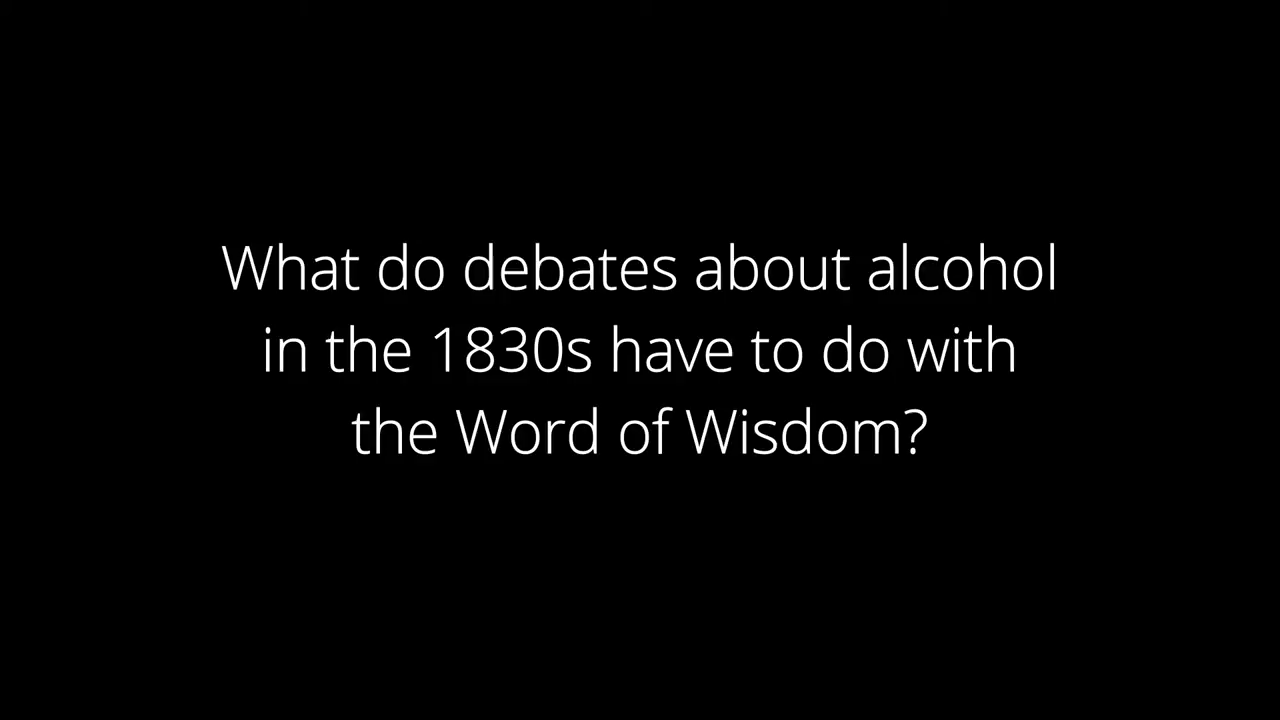 What do debates about alcohol
in the 1830s have to do with
the Word of Wisdom?